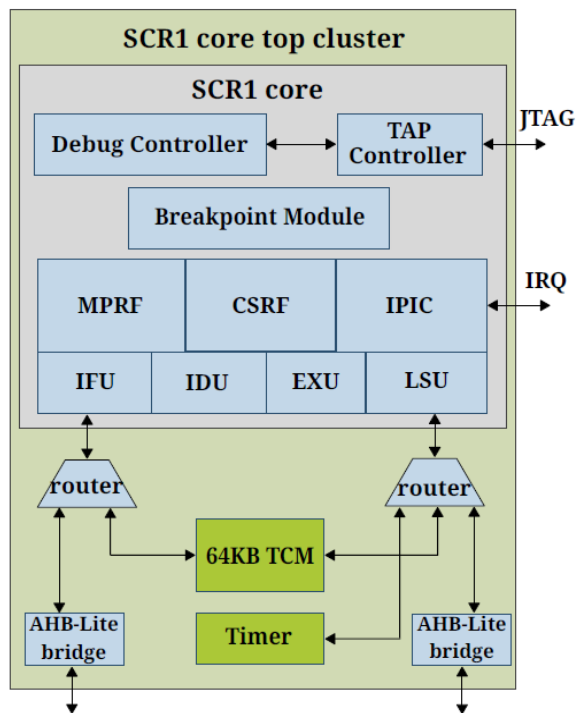 SCR1 core top cluster
SCR1 core
Debug Controller
TAP
Controller
JTAG
Breakpoint Module
MPRF
CSRF
IPIC
IRQ
IFU
IDU
EXU
LSU
router
router
64KB TCM
AHB-Lite
bridge
Timer
AHB-Lite
bridge